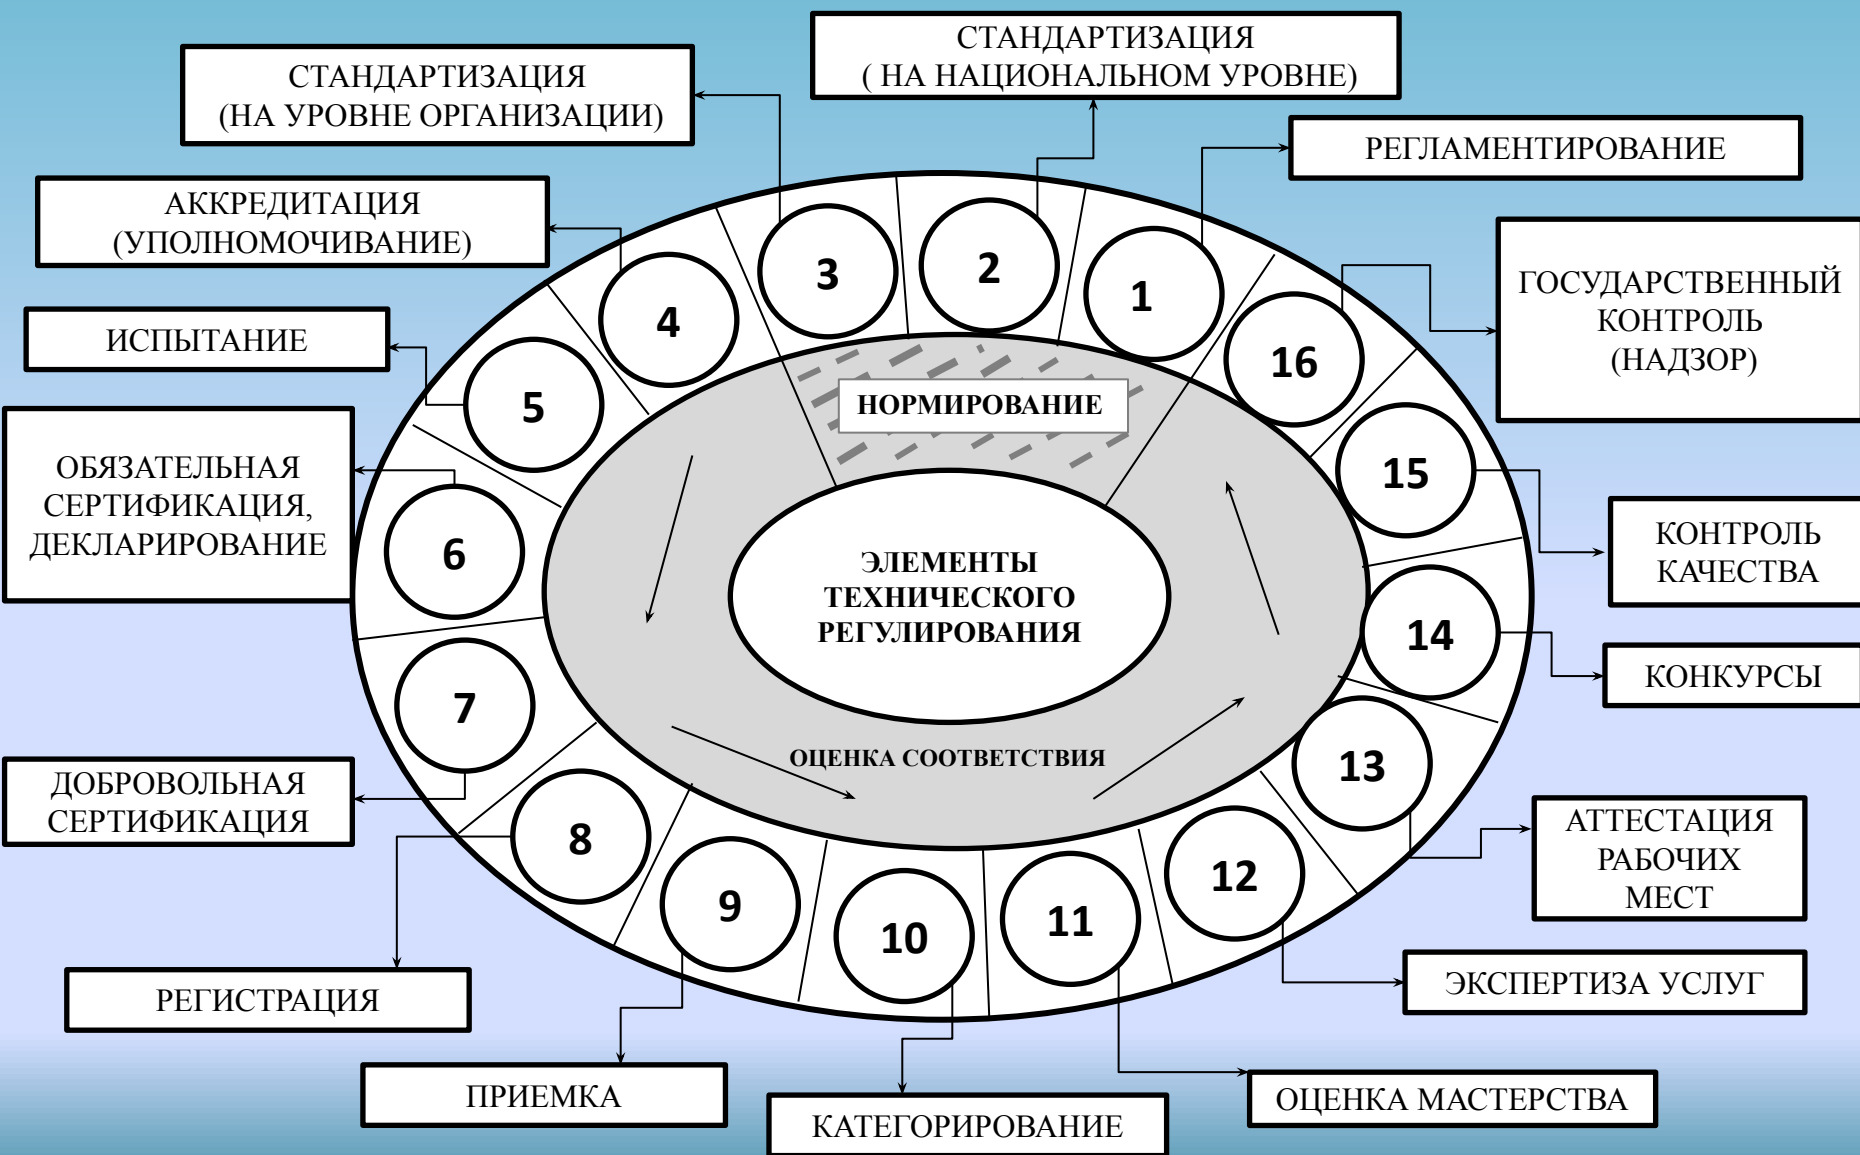 СТАНДАРТИЗАЦИЯ
( НА НАЦИОНАЛЬНОМ УРОВНЕ)
СТАНДАРТИЗАЦИЯ
(НА УРОВНЕ ОРГАНИЗАЦИИ)
РЕГЛАМЕНТИРОВАНИЕ
АККРЕДИТАЦИЯ
(УПОЛНОМОЧИВАНИЕ)
ГОСУДАРСТВЕННЫЙ
КОНТРОЛЬ
(НАДЗОР)
ИСПЫТАНИЕ
ОБЯЗАТЕЛЬНАЯ
СЕРТИФИКАЦИЯ,
ДЕКЛАРИРОВАНИЕ
КОНТРОЛЬ
КАЧЕСТВА
КОНКУРСЫ
ДОБРОВОЛЬНАЯ
СЕРТИФИКАЦИЯ
АТТЕСТАЦИЯ
РАБОЧИХ
МЕСТ
РЕГИСТРАЦИЯ
ЭКСПЕРТИЗА УСЛУГ
ПРИЕМКА
КАТЕГОРИРОВАНИЕ
ОЦЕНКА МАСТЕРСТВА
1
2
3
4
5
6
7
8
9
10
11
12
13
14
15
16
НОРМИРОВАНИЕ
ЭЛЕМЕНТЫ
ТЕХНИЧЕСКОГО
РЕГУЛИРОВАНИЯ
ОЦЕНКА СООТВЕТСТВИЯ